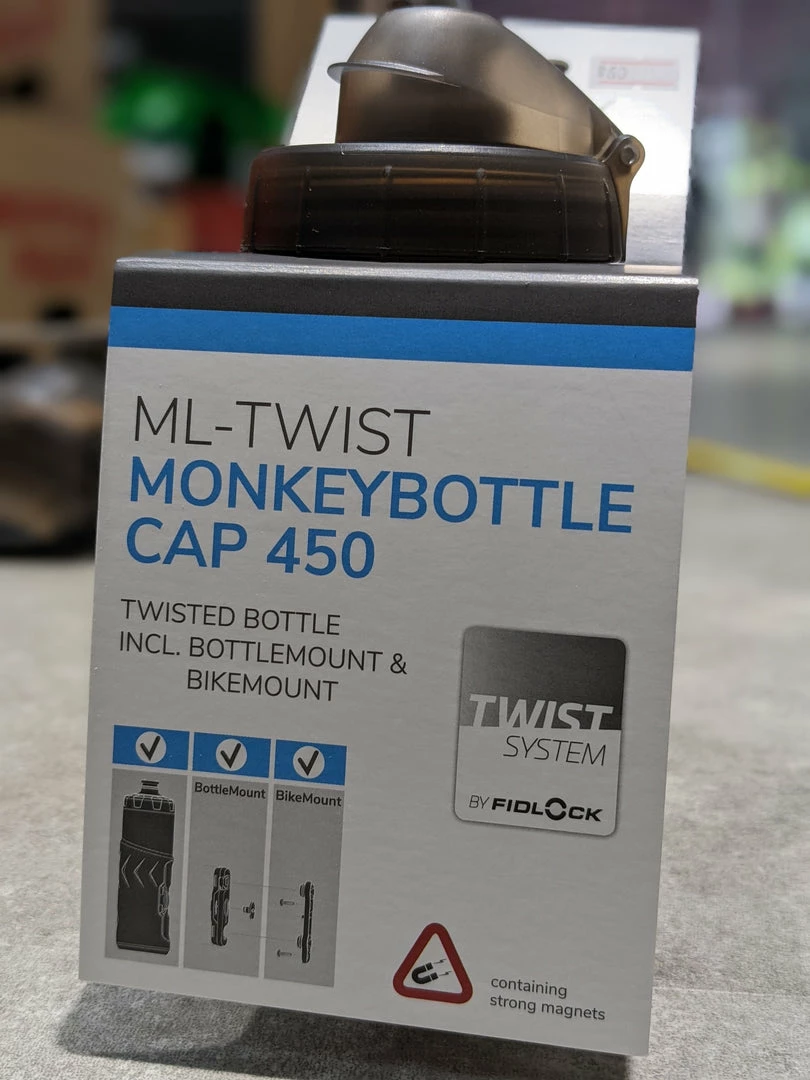 ML-TWIST
MONKEYBOTTLE
CAP 450
TWISTED BOTTLE
INCL. BOTTLEMOUNT &
BIKEMOUNT
BottleMount
BikeMount
TWIST
SYSTEM
BY FIDLOCK
containing
strong magnets